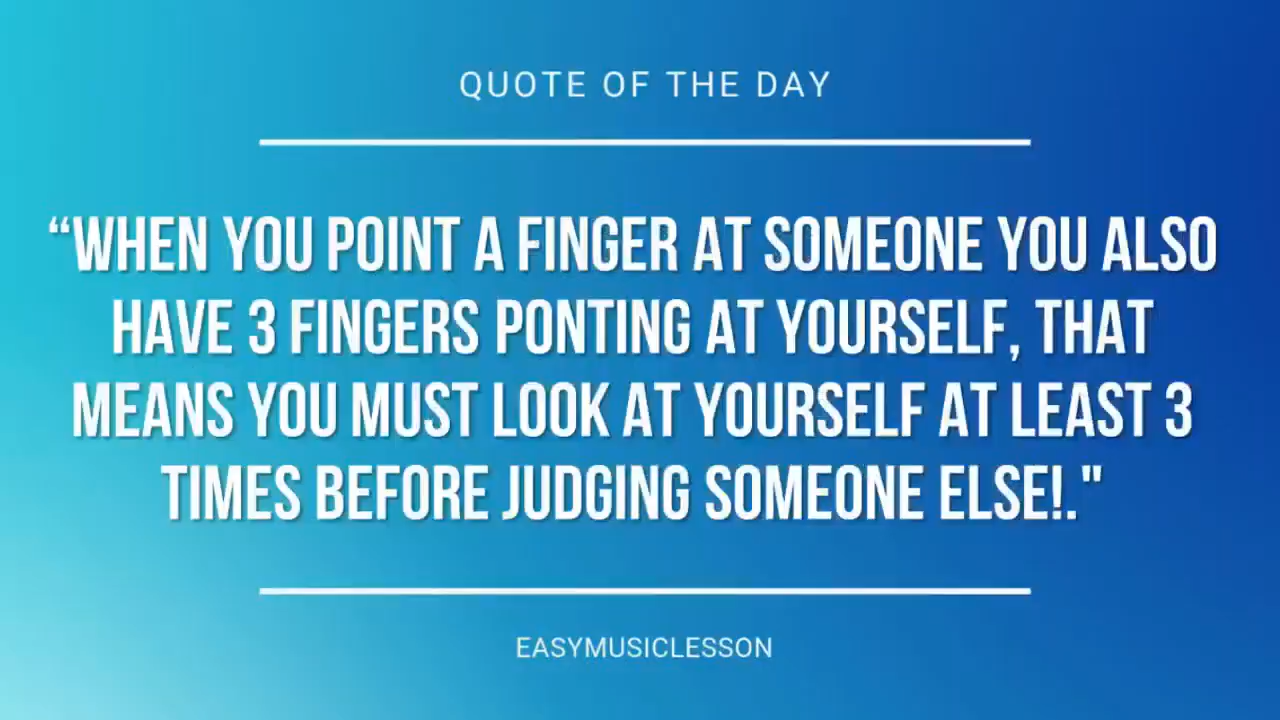 QUOTE OF THE DAY
“WHEN YOU POINT A FINGER AT SOMEONE YOU ALSO
HAVE 3 FINGERS PONTING AT YOURSELF, THAT
MEANS YOU MUST LOOK AT YOURSELF AT LEAST 3
TIMES BEFORE JUDGING SOMEONE ELSE!."
EASYMUSICLESSON